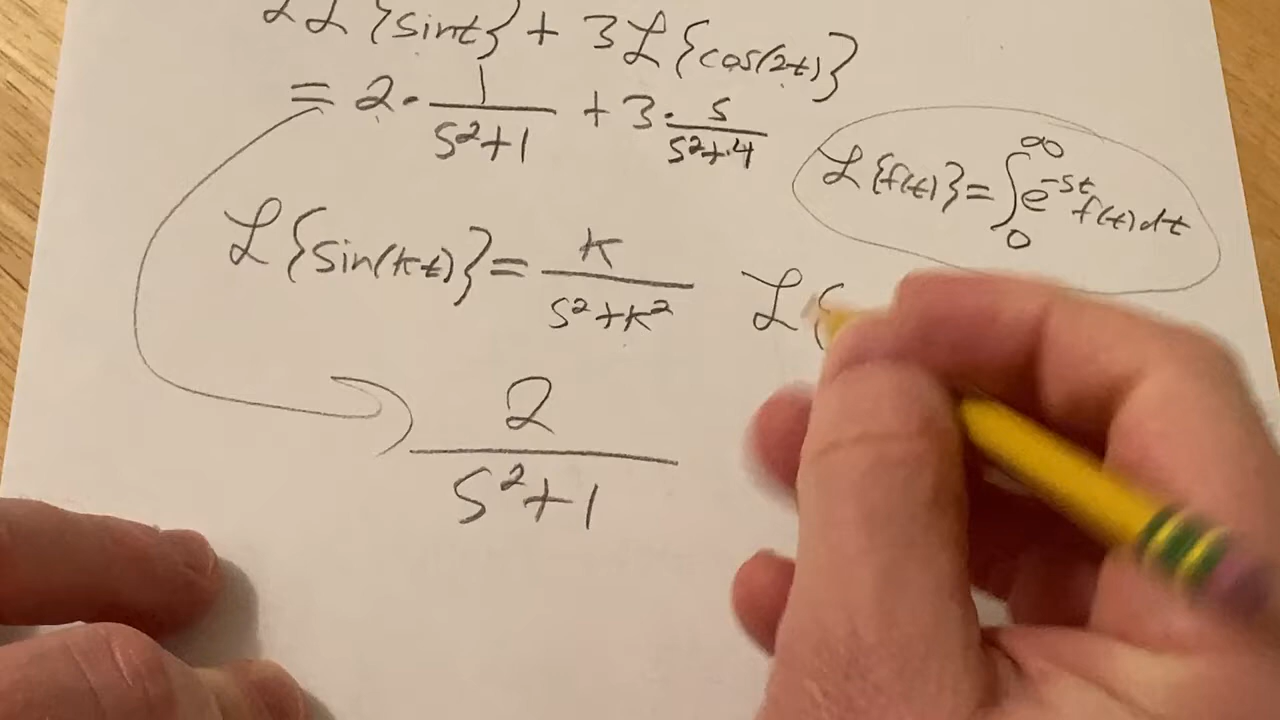 2ℒ{sint} + 3ℒ{cos(2t)}
= 2 · 1/(s²+1) + 3 · s/(s²+4)
ℒ{f(t)} = ∫₀^∞ e^{-st} f(t)dt
ℒ{sin(kt)} = k/(s²+k²)
ℒ{
2/(s²+1)